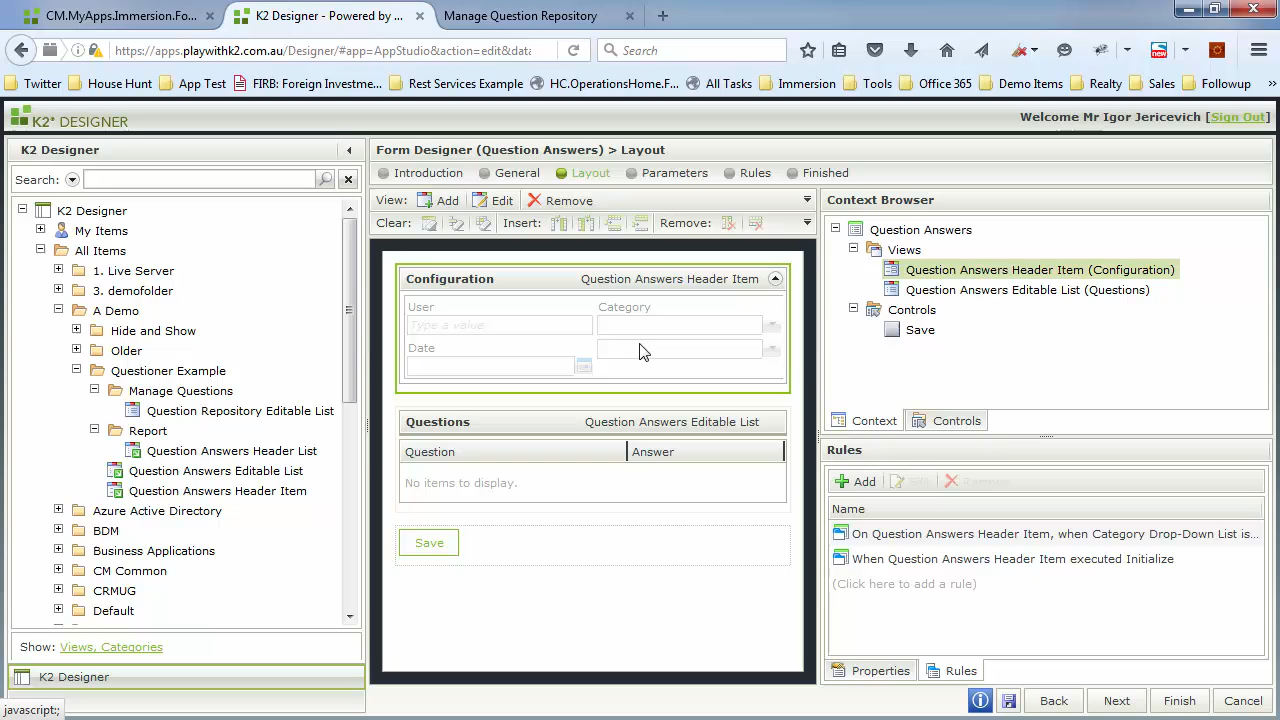 CM.MyApps.Immersion.Fo...
K2 Designer - Powered by ...
Manage Question Repository
https://apps.playwithk2.com.au/Designer/#app=AppStudio&action=edit&data
Search
Twitter House Hunt App Test FIRB: Foreign Investme... Rest Services Example HC.OperationsHome.F... All Tasks Immersion Tools Office 365 Demo Items Realty Sales Followup
K2 DESIGNER
Welcome Mr Igor Jericevich [Sign Out]
K2 Designer
Search:
K2 Designer
My Items
All Items
1. Live Server
3. demofolder
A Demo
Hide and Show
Older
Questioner Example
Manage Questions
Question Repository Editable List
Report
Question Answers Header List
Question Answers Editable List
Question Answers Header Item
Azure Active Directory
BDM
Business Applications
CM Common
CRMUG
Default
Show: Views, Categories
K2 Designer
javascript:;
Form Designer (Question Answers) > Layout
Introduction General Layout Parameters Rules Finished
View: Add Edit Remove
Clear: Insert: Remove:
Configuration Question Answers Header Item
User Category
Type a value
Date
Questions Question Answers Editable List
Question Answer
No items to display.
Save
Context Browser
Question Answers
Views
Question Answers Header Item (Configuration)
Question Answers Editable List (Questions)
Controls
Save
Context Controls
Rules
Add Edit Remove
Name
On Question Answers Header Item, when Category Drop-Down List is...
When Question Answers Header Item executed Initialize
(Click here to add a rule)
Properties Rules
Back Next Finish Cancel